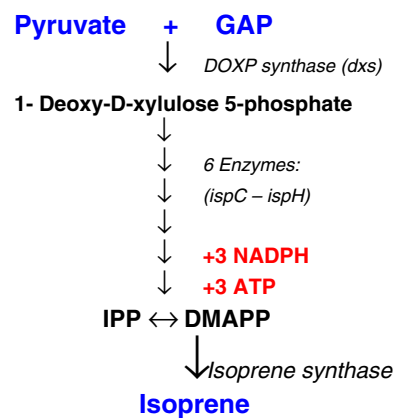 Pyruvate + GAP
DOXP synthase (dxs)
1- Deoxy-D-xylulose 5-phosphate
6 Enzymes:
(ispC – ispH)
+3 NADPH
+3 ATP
IPP ↔ DMAPP
Isoprene synthase
Isoprene